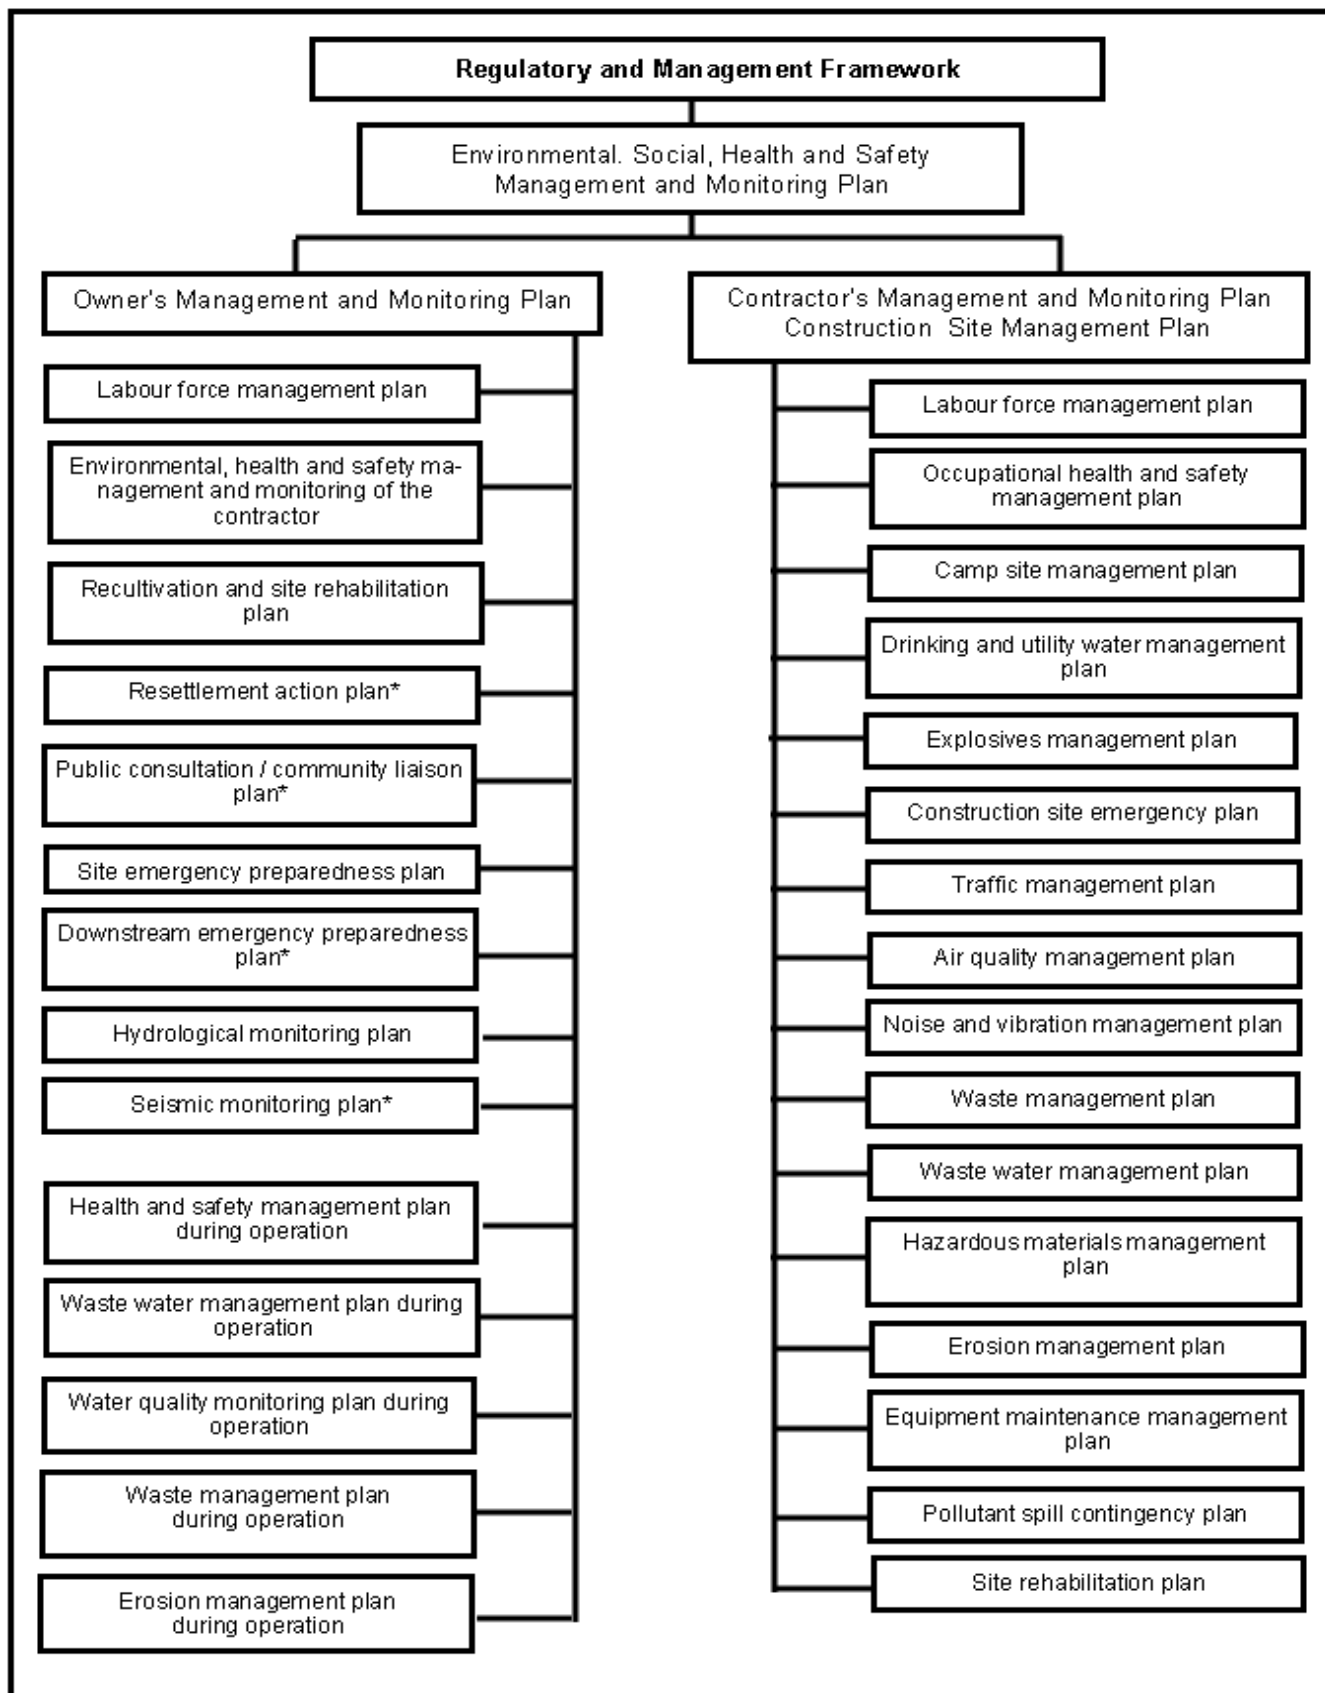 Regulatory and Management Framework
Environmental. Social, Health and Safety
Management and Monitoring Plan
Owner's Management and Monitoring Plan
Labour force management plan
Environmental, health and safety ma-
nagement and monitoring of the
contractor
Recultivation and site rehabilitation
plan
Resettlement action plan*
Public consultation / community liaison
plan*
Site emergency preparedness plan
Downstream emergency preparedness
plan*
Hydrological monitoring plan
Seismic monitoring plan*
Health and safety management plan
during operation
Waste water management plan during
operation
Water quality monitoring plan during
operation
Waste management plan
during operation
Erosion management plan
during operation
Contractor's Management and Monitoring Plan
Construction Site Management Plan
Labour force management plan
Occupational health and safety
management plan
Camp site management plan
Drinking and utility water management
plan
Explosives management plan
Construction site emergency plan
Traffic management plan
Air quality management plan
Noise and vibration management plan
Waste management plan
Waste water management plan
Hazardous materials management
plan
Erosion management plan
Equipment maintenance management
plan
Pollutant spill contingency plan
Site rehabilitation plan